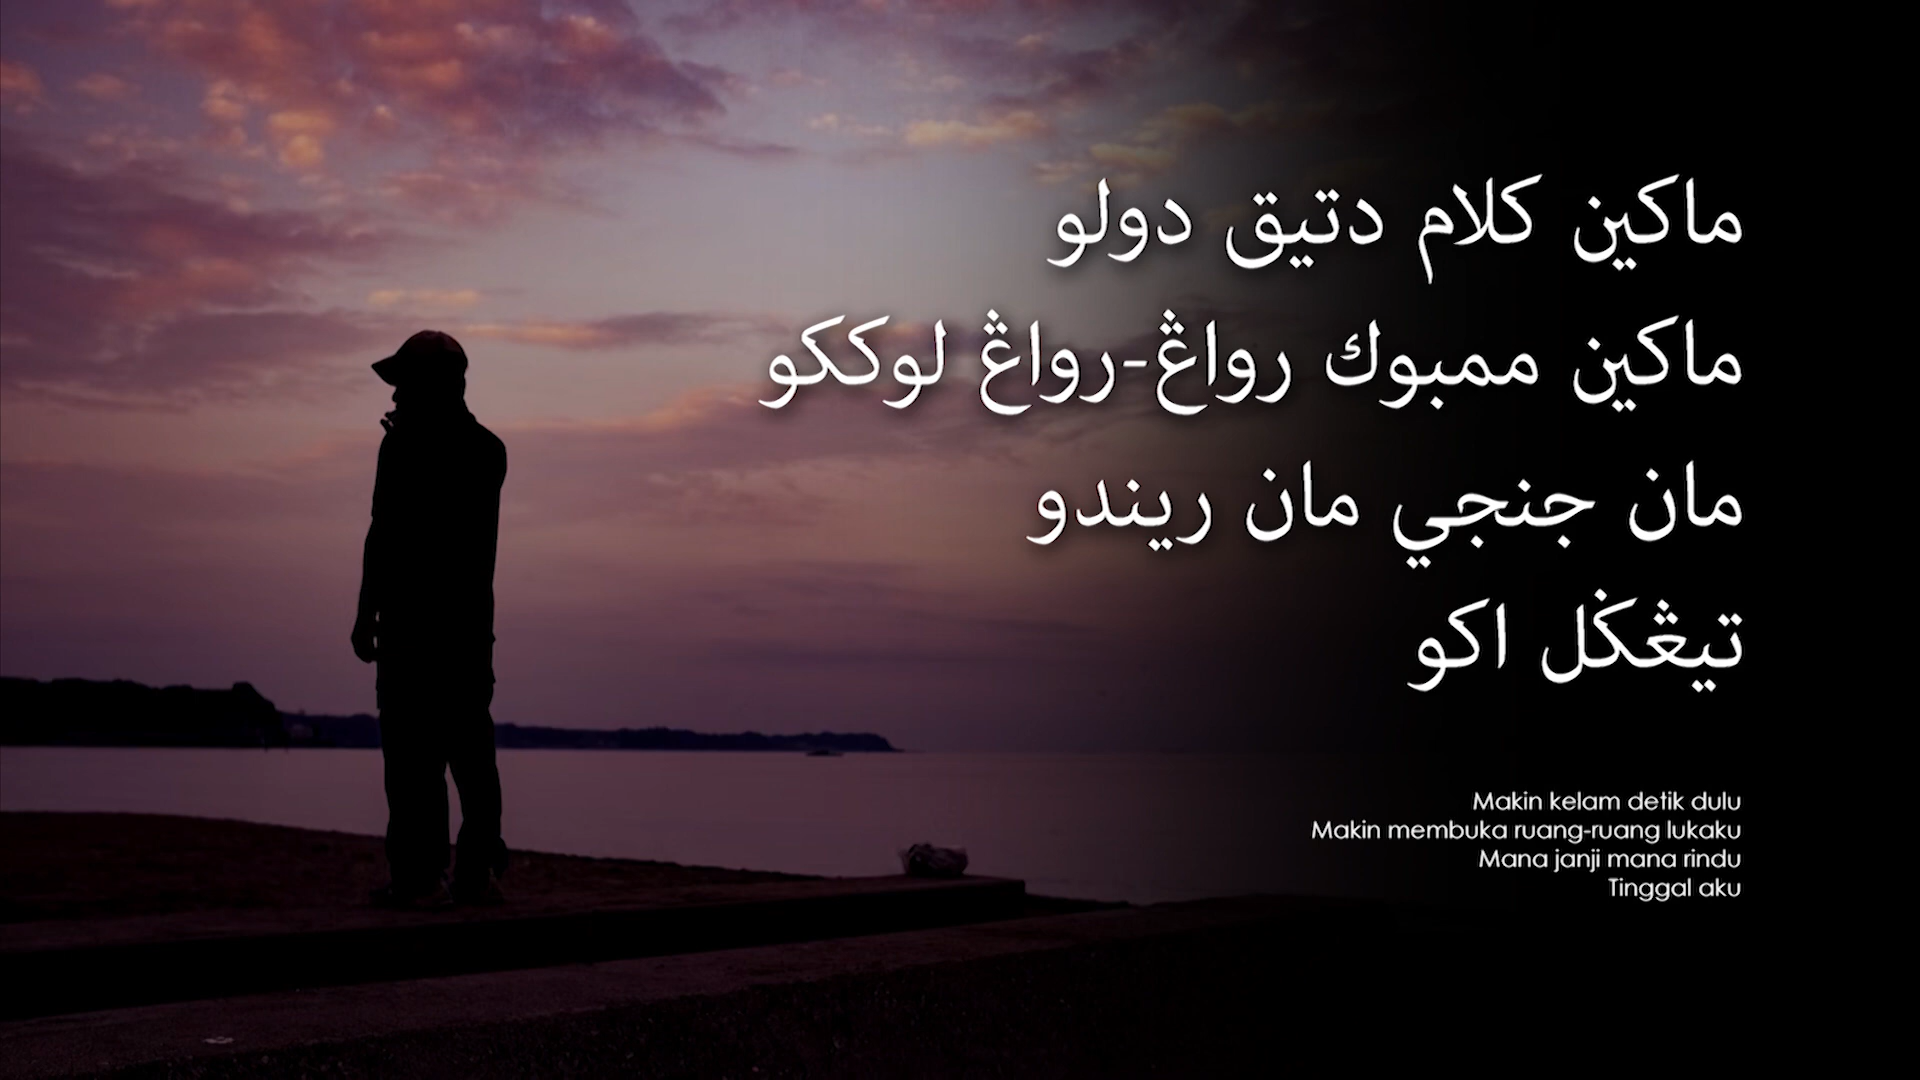 ماكين كلام دتيق دولو
ماكين ممبوك رواڠ-رواڠ لوككو
مان جنجي مان ريندو
تيڠݢل اكو
Makin kelam detik dulu
Makin membuka ruang-ruang lukaku
Mana janji mana rindu
Tinggal aku